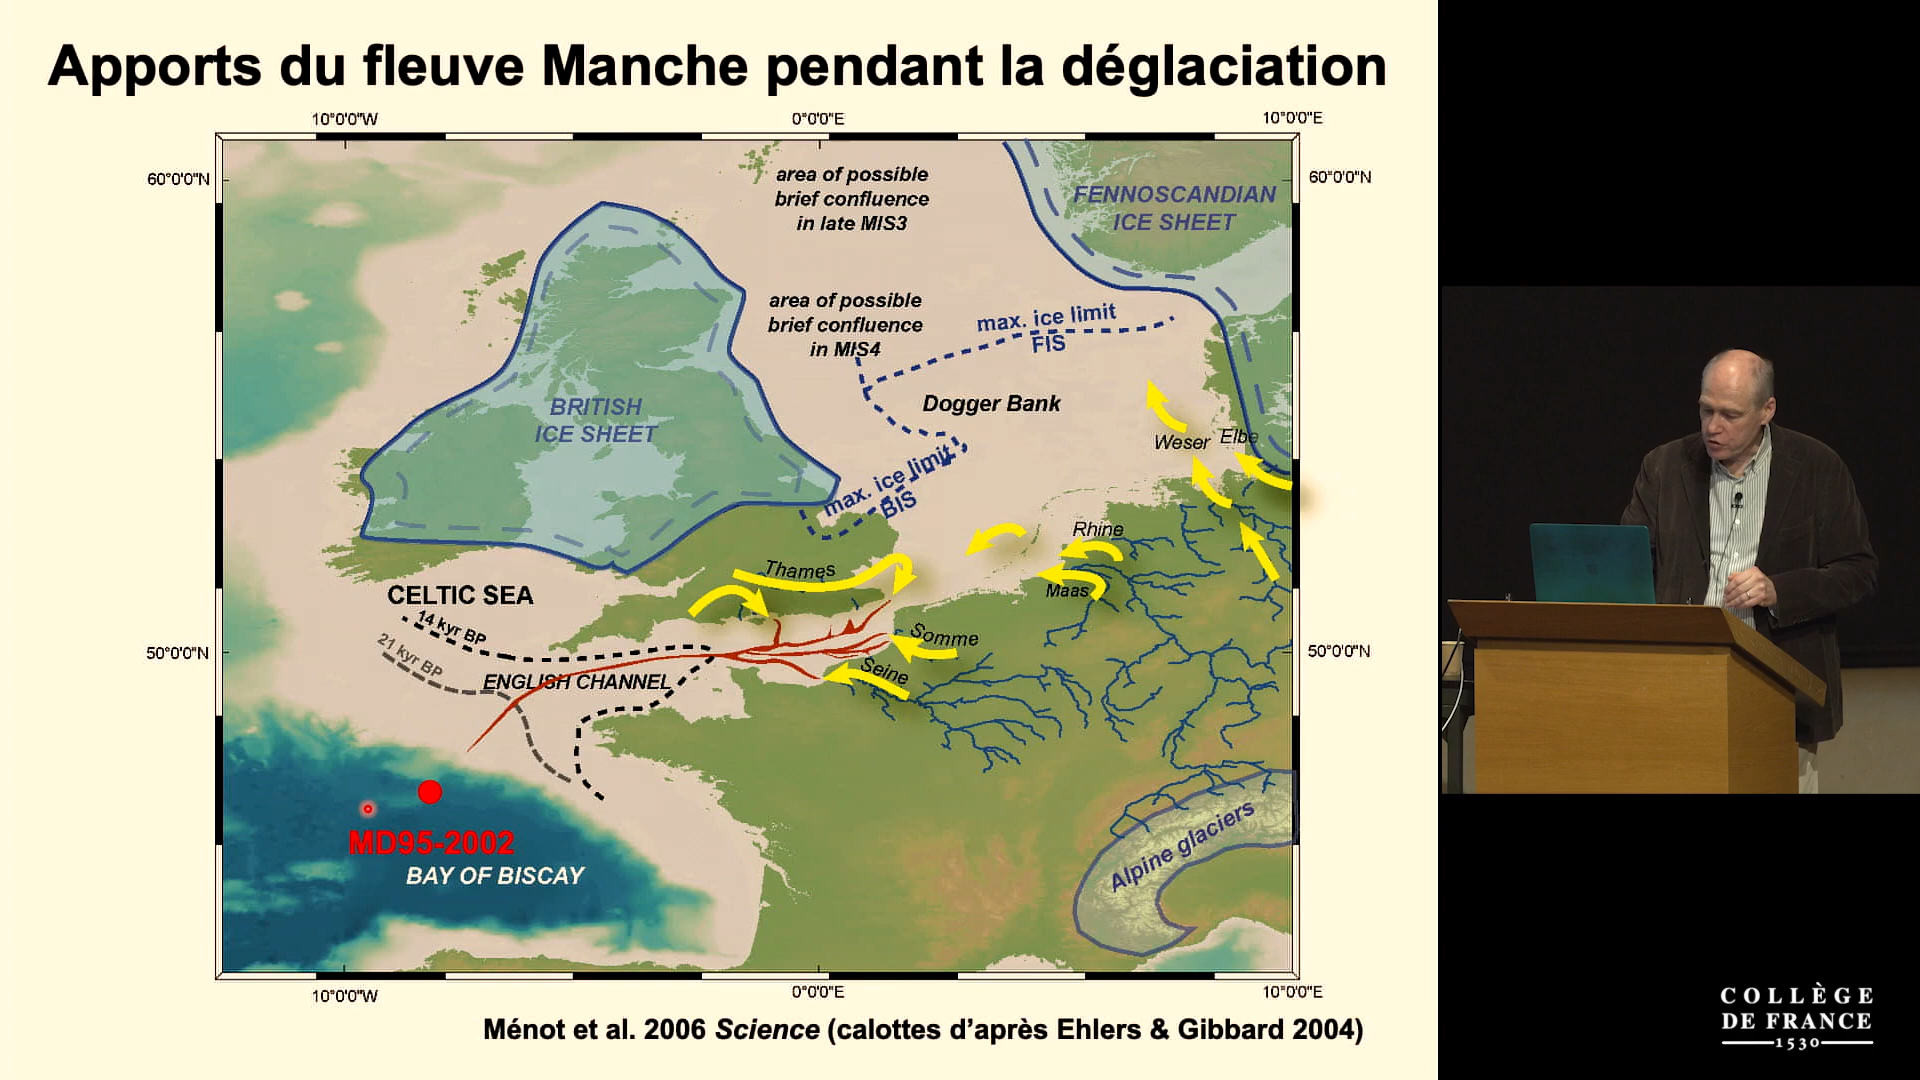 Apports du fleuve Manche pendant la déglaciation
10°0'0"W
0°0'0"E
10°0'0"E
60°0'0"N
60°0'0"N
area of possible
brief confluence
in late MIS3
FENNOSCANDIAN
ICE SHEET
area of possible
brief confluence
in MIS4
max. ice limit
FIS
BRITISH
ICE SHEET
Dogger Bank
Weser
Elbe
max. ice limit
BIS
Rhine
Thames
Maas
CELTIC SEA
14 kyr BP
21 kyr BP
Somme
50°0'0"N
50°0'0"N
Seine
ENGLISH CHANNEL
MD95-2002
BAY OF BISCAY
Alpine glaciers
10°0'0"W
0°0'0"E
10°0'0"E
Ménot et al. 2006 Science (calottes d'après Ehlers & Gibbard 2004)
COLLÈGE
DE FRANCE
1530